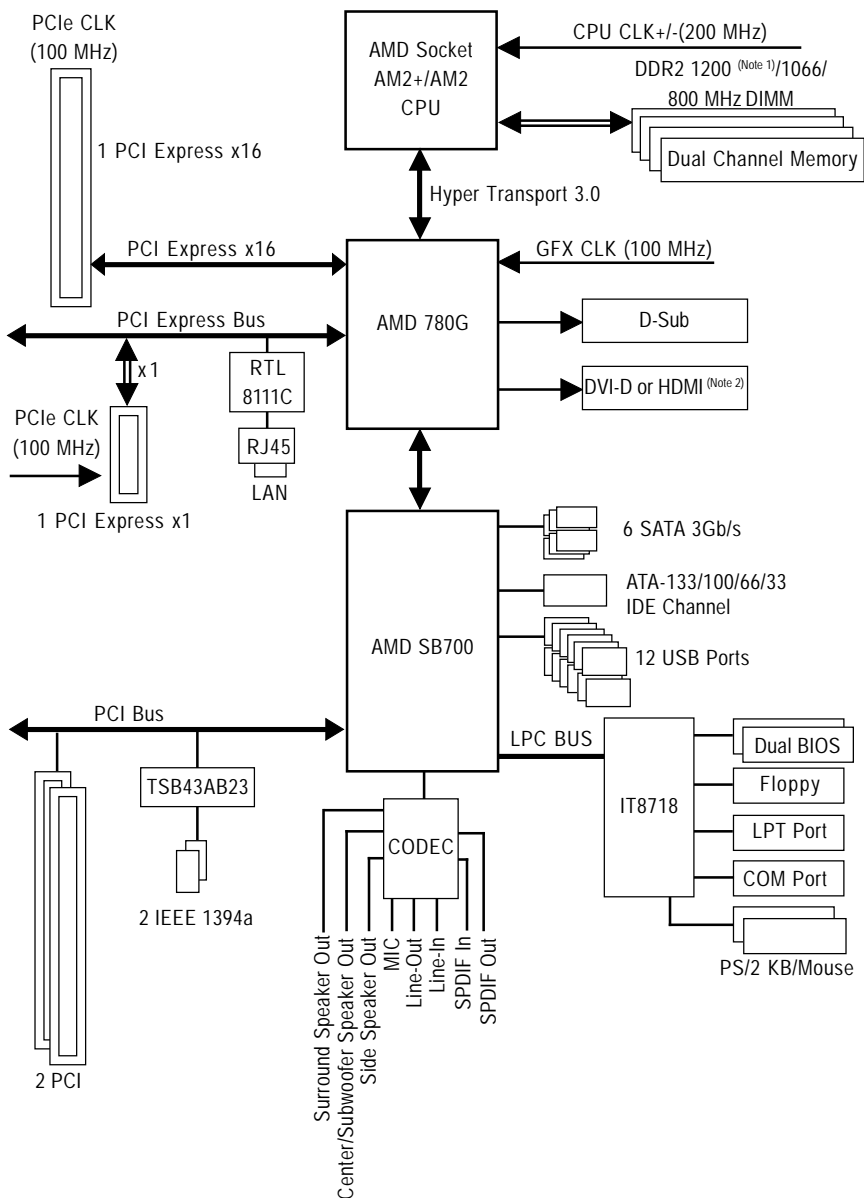 PCIe CLK
(100 MHz)
1 PCI Express x16
AMD Socket
AM2+/AM2
CPU
CPU CLK+/-(200 MHz)
DDR2 1200 (Note 1)/1066/
800 MHz DIMM
Dual Channel Memory
Hyper Transport 3.0
PCI Express x16
AMD 780G
GFX CLK (100 MHz)
D-Sub
DVI-D or HDMI (Note 2)
PCI Express Bus
x1
RTL
8111C
RJ45
LAN
PCIe CLK
(100 MHz)
1 PCI Express x1
AMD SB700
6 SATA 3Gb/s
ATA-133/100/66/33
IDE Channel
12 USB Ports
PCI Bus
LPC BUS
TSB43AB23
2 IEEE 1394a
2 PCI
CODEC
Surround Speaker Out
Center/Subwoofer Speaker Out
Side Speaker Out
MIC
Line-Out
Line-In
SPDIF In
SPDIF Out
IT8718
Dual BIOS
Floppy
LPT Port
COM Port
PS/2 KB/Mouse